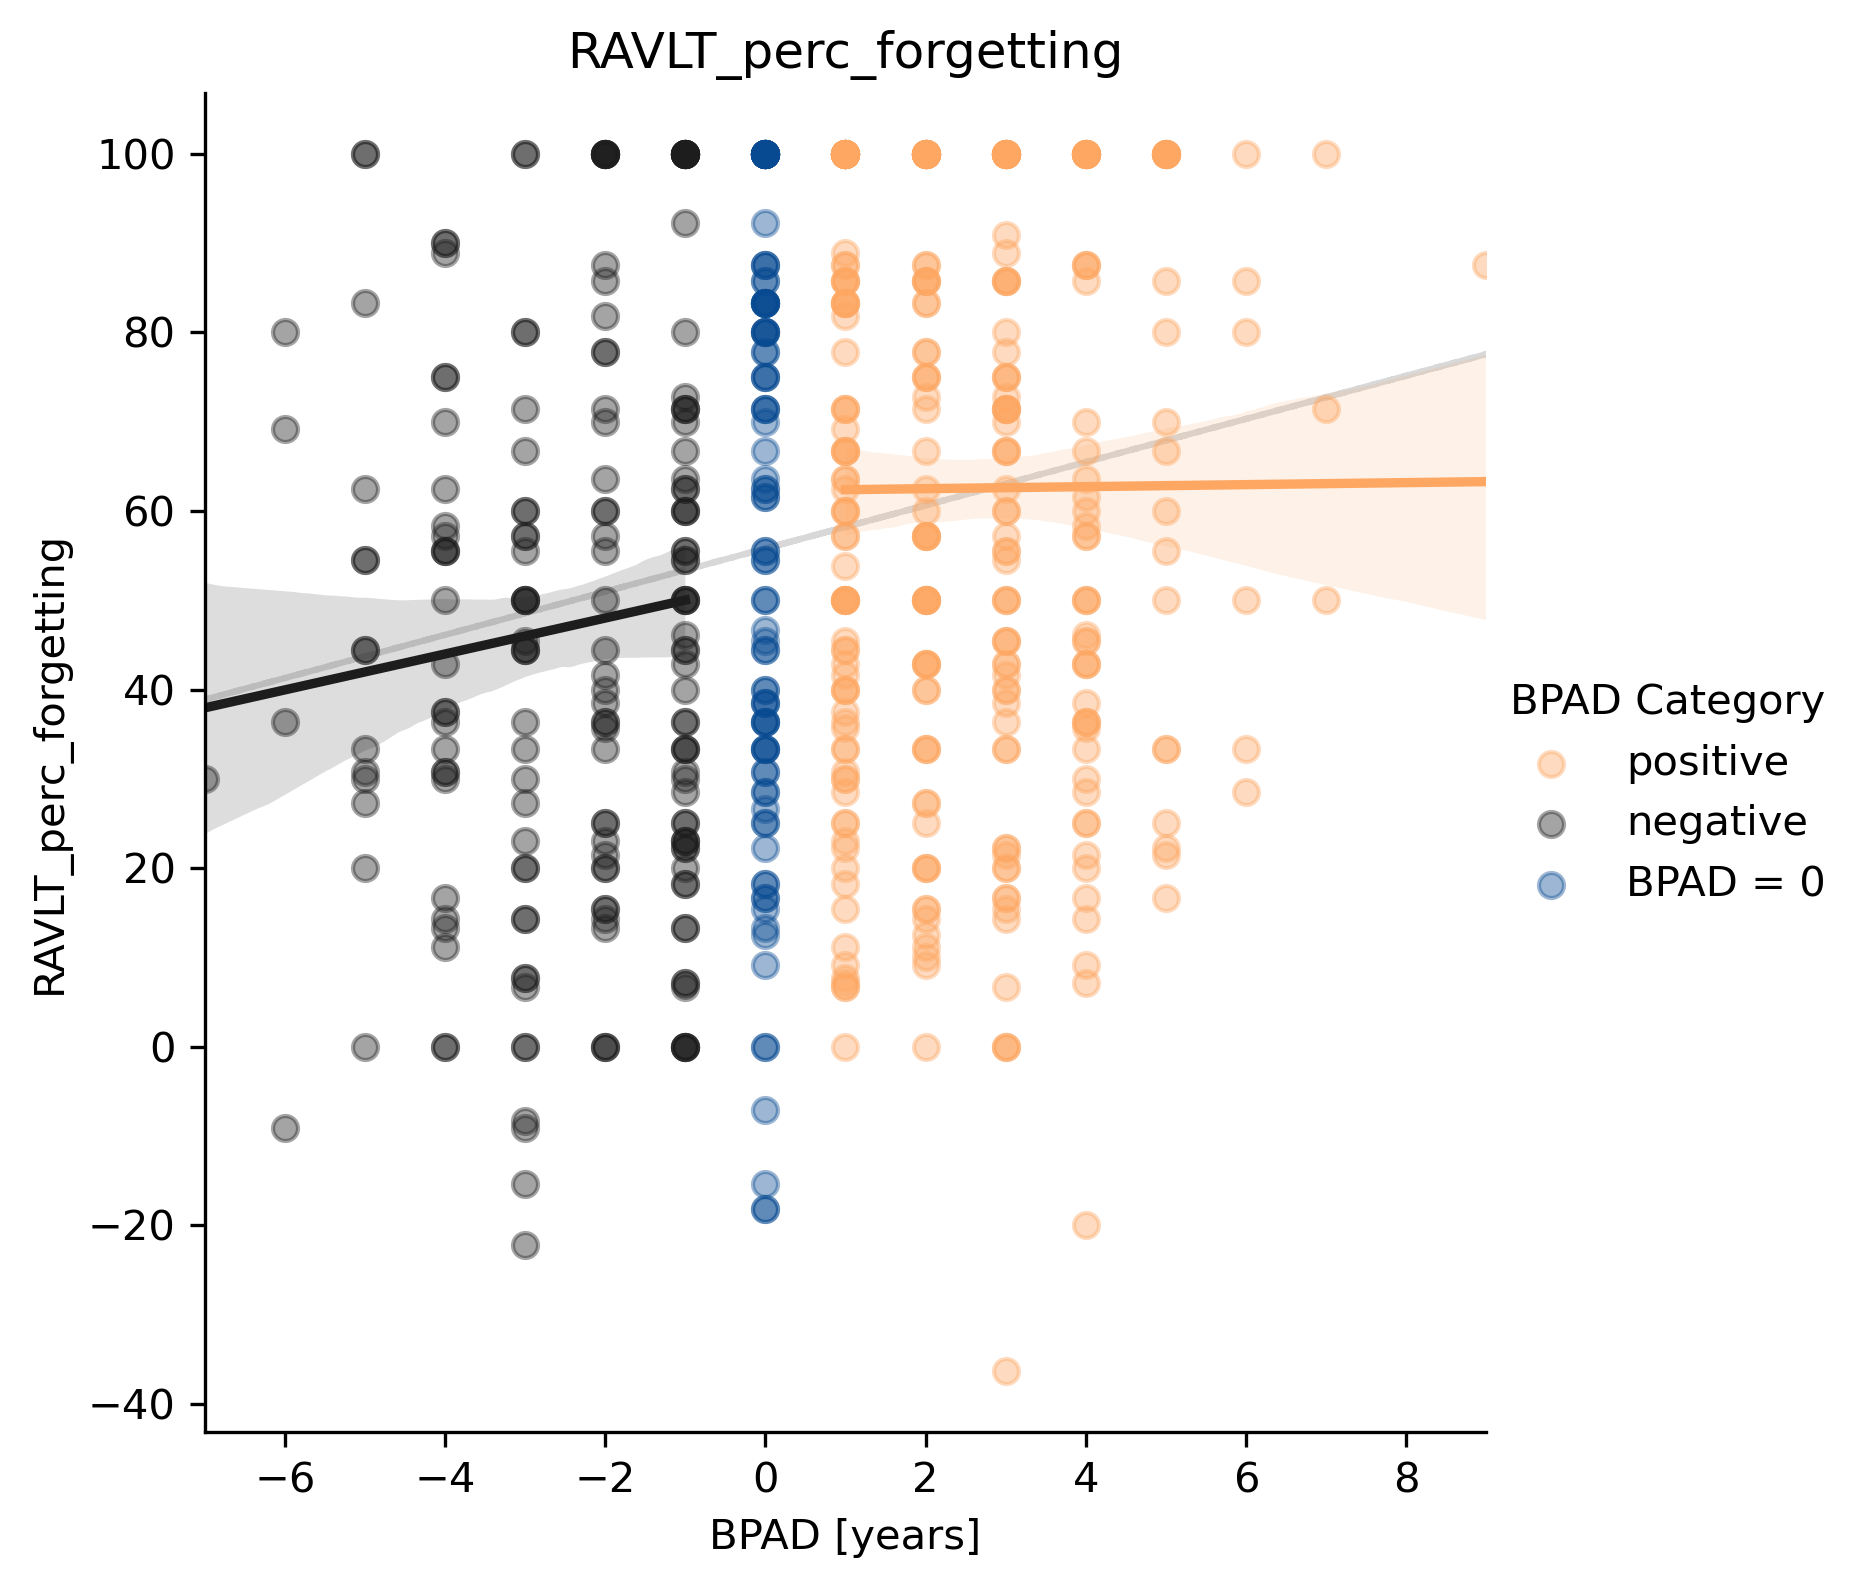 RAVLT_perc_forgetting
100
80
60
40
20
0
−20
−40
RAVLT_perc_forgetting
−6
−4
−2
0
2
4
6
8
BPAD [years]
BPAD Category
positive
negative
BPAD = 0